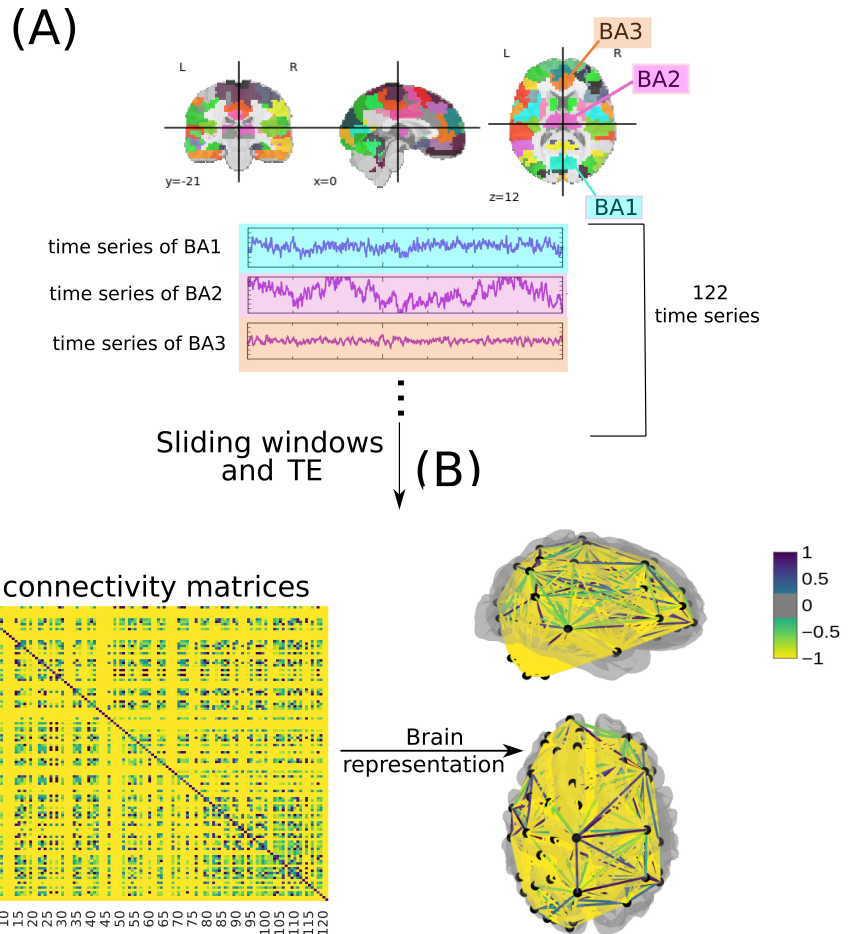 (A)
BA3
L
R
L
R
BA2
y=-21
x=0
z=12
BA1
time series of BA1
time series of BA2
time series of BA3
122
time series
Sliding windows
and TE
(B)
connectivity matrices
1
0.5
0
−0.5
−1
Brain
representation
10
15
20
25
30
35
40
45
50
55
60
65
70
75
80
85
90
95
100
105
110
115
120